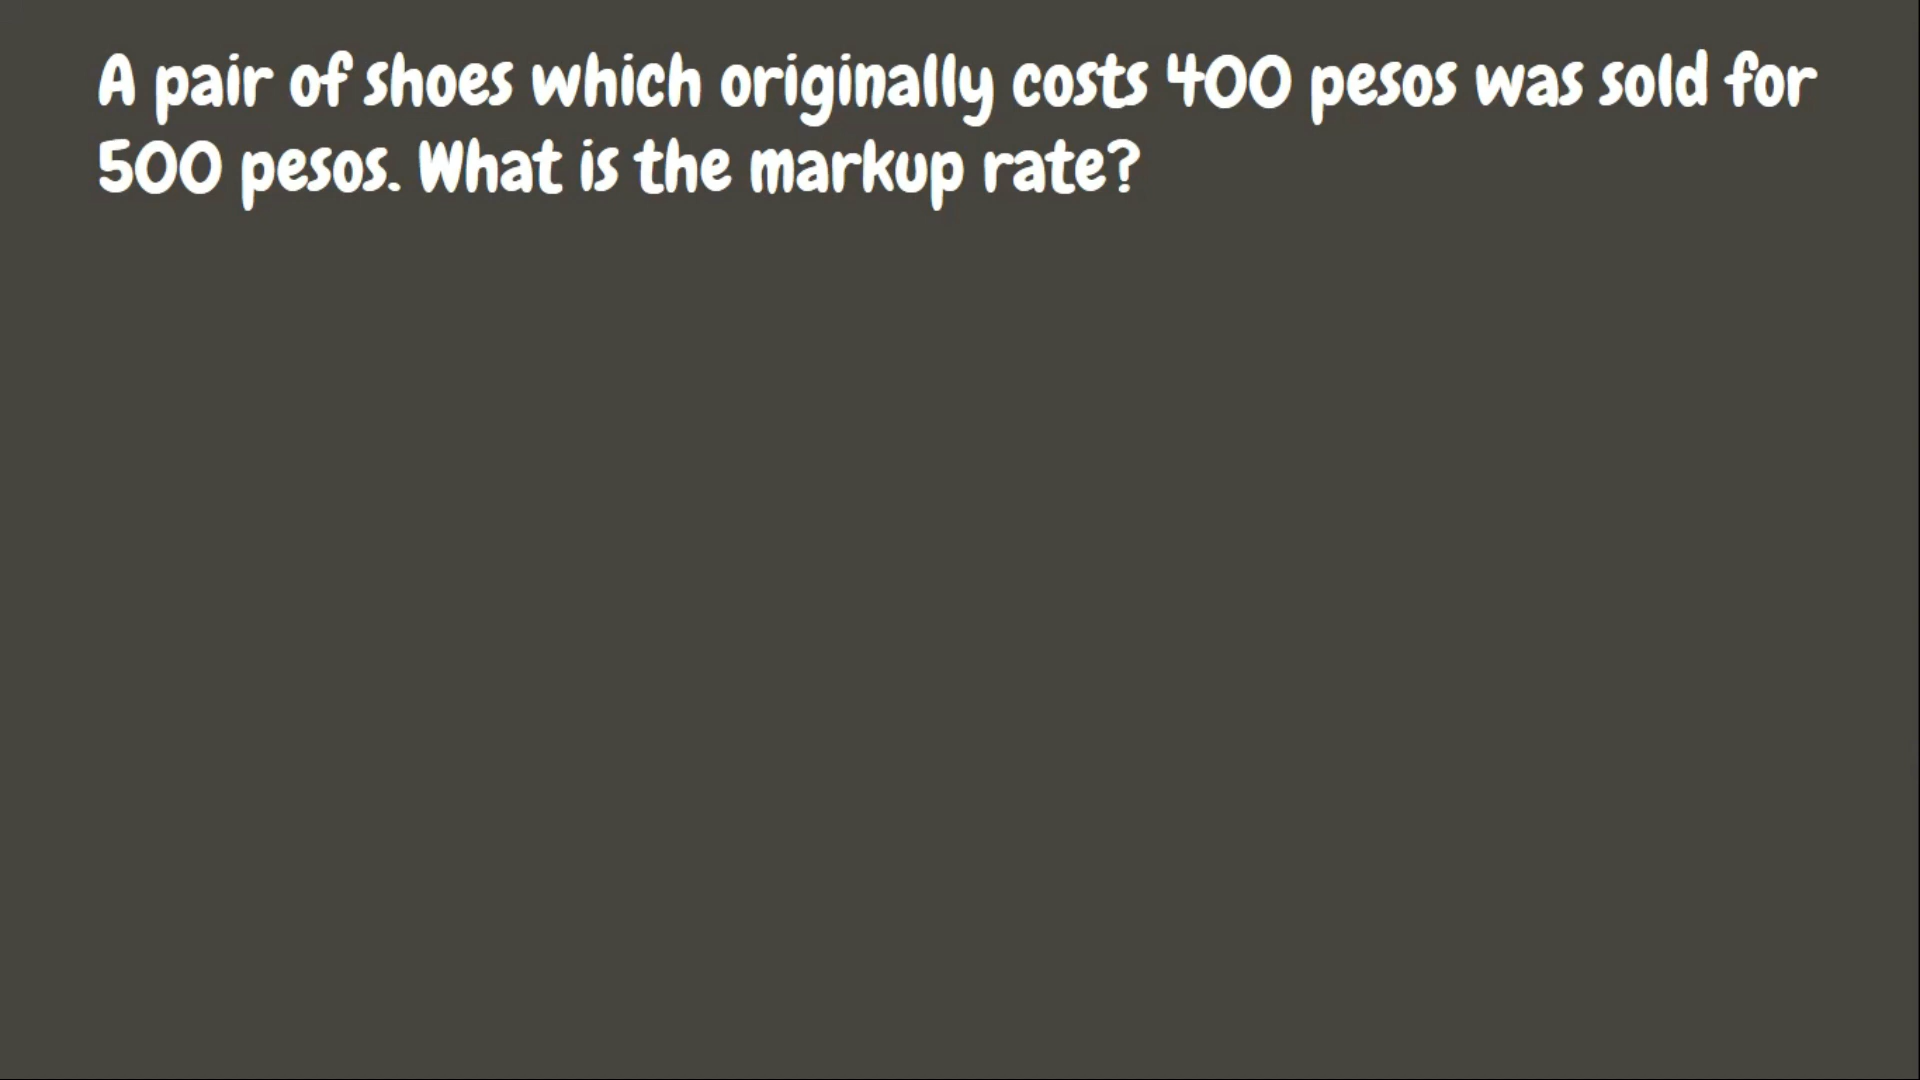 A pair of shoes which originally costs 400 pesos was sold for
500 pesos. What is the markup rate?